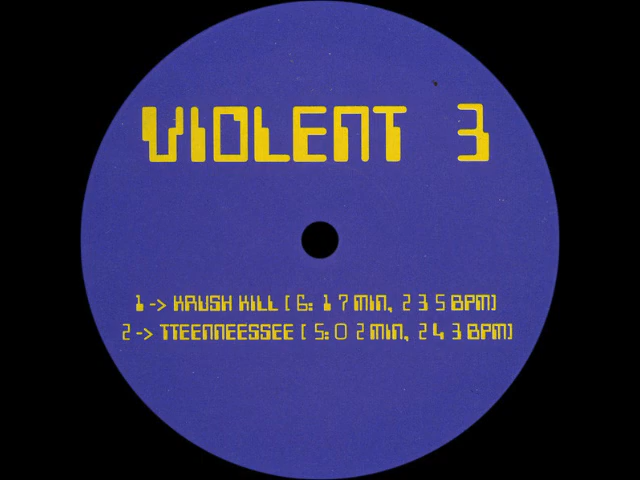 VIOLENT 3
1 -> KRUSH KILL [ 6: 1 7 MIN, 2 3 5 BPM]
2 -> TTEENNEESSEE [ 5: 0 2 MIN, 2 4 3 BPM]